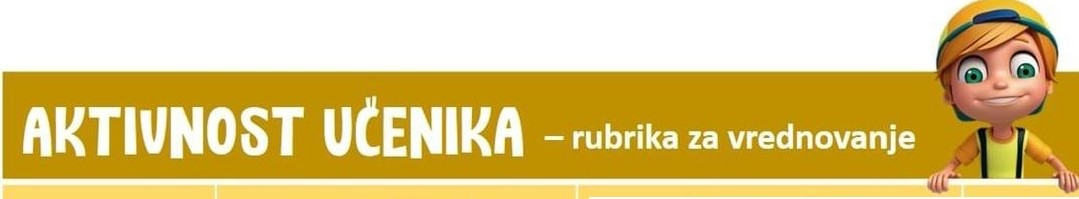 AKTIVNOST UČENIKA – rubrika za vrednovanje